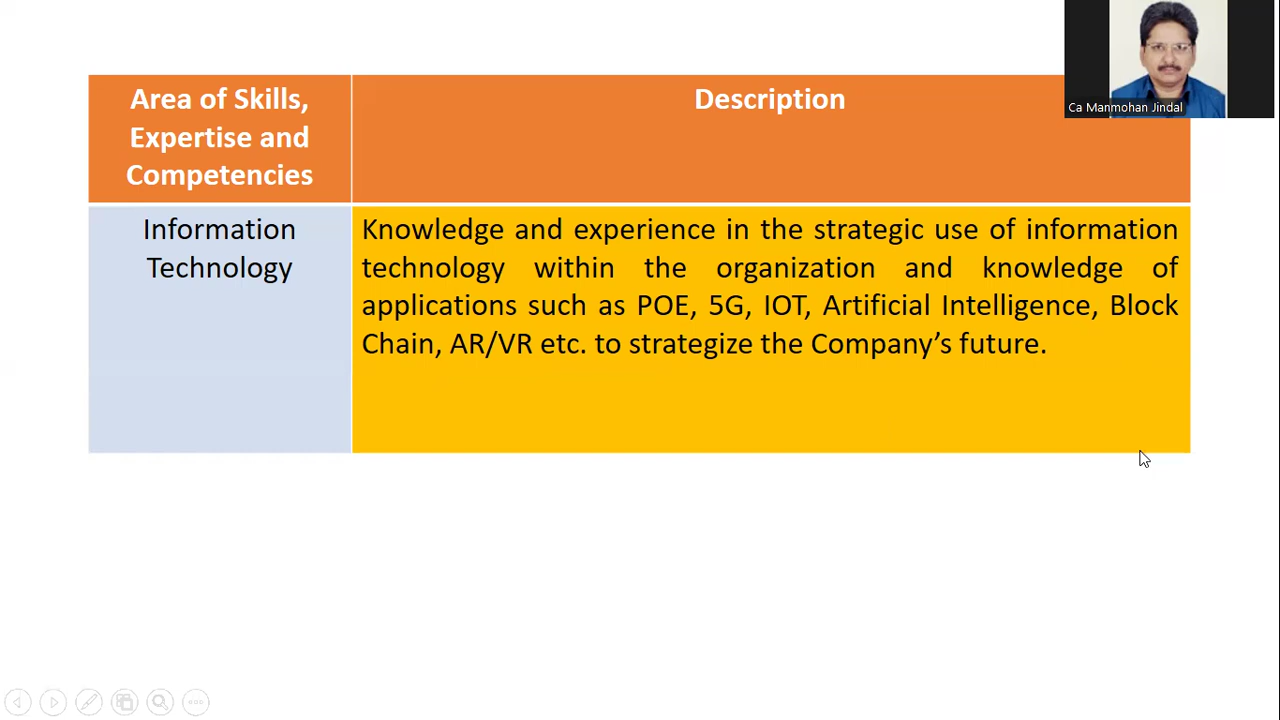 Ca Manmohan Jindal
Area of Skills,
Expertise and
Competencies
Description
Information
Technology
Knowledge and experience in the strategic use of information
technology within the organization and knowledge of
applications such as POE, 5G, IOT, Artificial Intelligence, Block
Chain, AR/VR etc. to strategize the Company’s future.